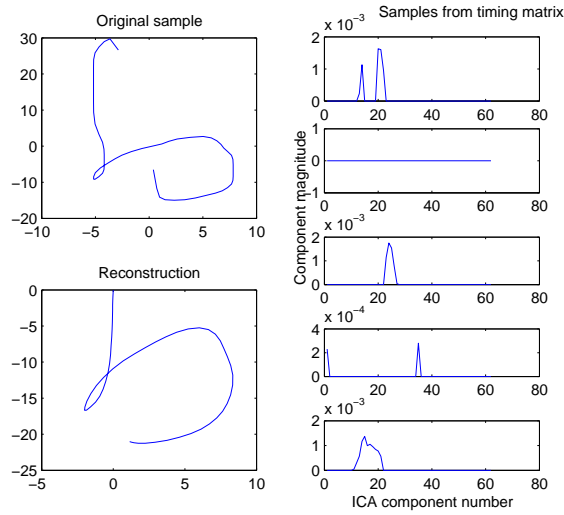 Original sample
30
20
10
0
−10
−20
−10 −5 0 5 10
Reconstruction
0
−5
−10
−15
−20
−25
−5 0 5 10
Samples from timing matrix
x 10⁻³
2
1
0
0 20 40 60 80
1
0
−1
0 20 40 60 80
x 10⁻³
2
1
0
0 20 40 60 80
x 10⁻⁴
4
2
0
0 20 40 60 80
x 10⁻³
2
1
0
0 20 40 60 80
Component magnitude
ICA component number